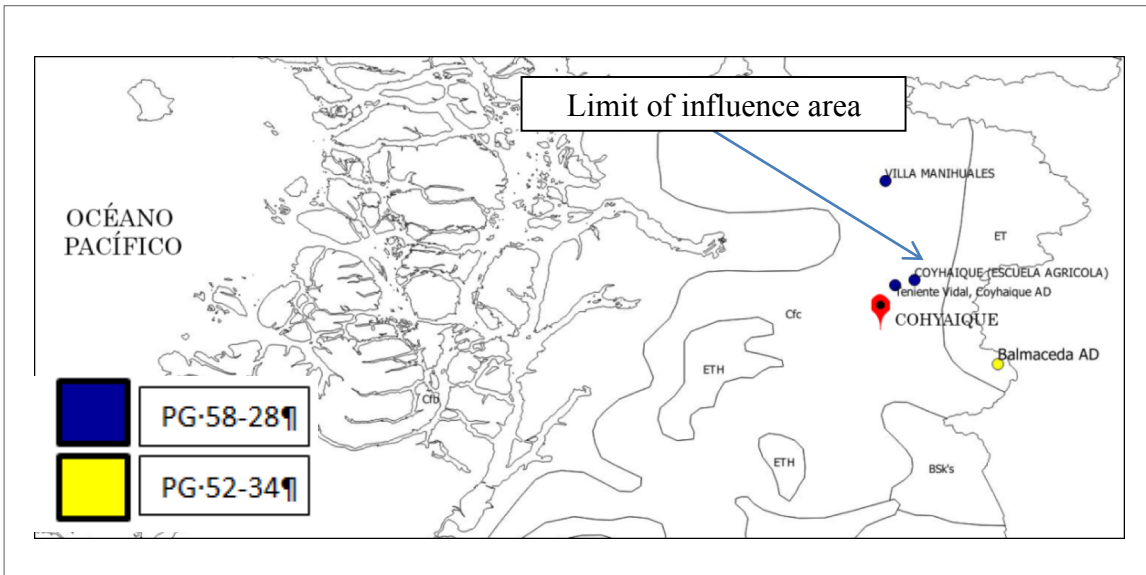 Limit of influence area
VILLA MANIHUALES
OCÉANO
PACÍFICO
ET
COYHAIQUE (ESCUELA AGRICOLA)
Teniente Vidal, Coyhaique AD
Cfc
COHYAIQUE
Balmaceda AD
ETH
Cfb
PG·58-28¶
PG·52-34¶
ETH
BSk's